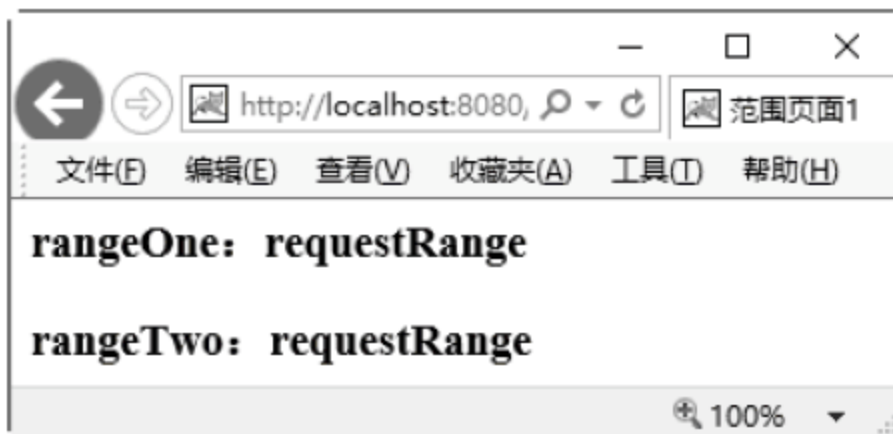 http://localhost:8080, 范围页面1
文件(F) 编辑(E) 查看(V) 收藏夹(A) 工具(T) 帮助(H)
rangeOne：requestRange
rangeTwo：requestRange
100%